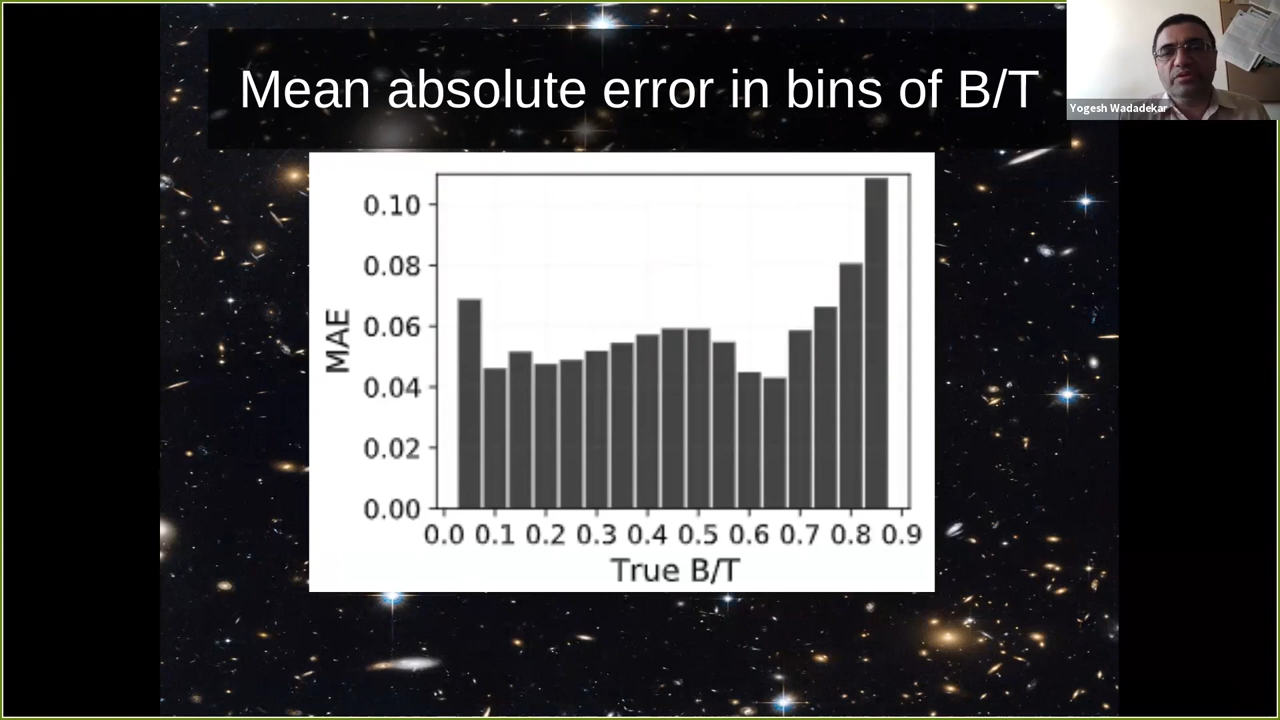 Mean absolute error in bins of B/T
Yogesh Wadadekar
0.10
0.08
0.06
0.04
0.02
0.00
MAE
0.0 0.1 0.2 0.3 0.4 0.5 0.6 0.7 0.8 0.9
True B/T